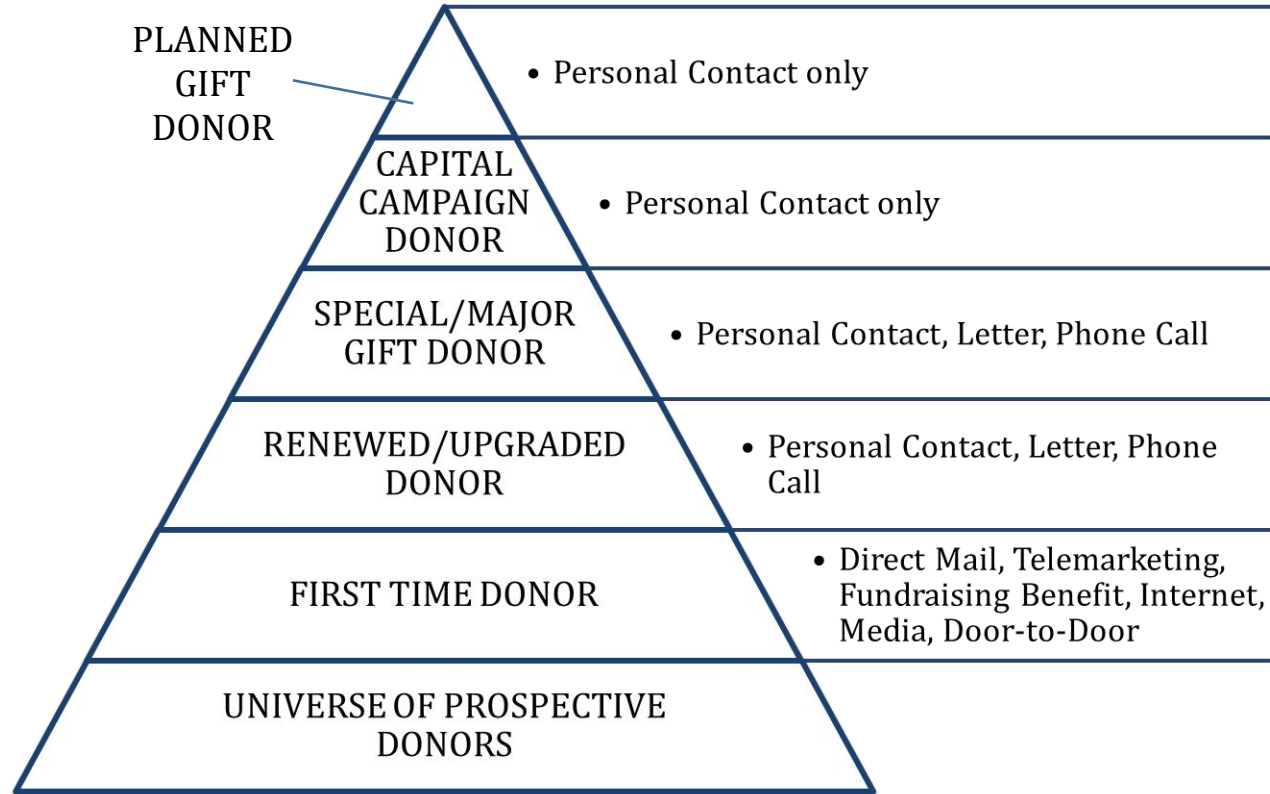 PLANNED
GIFT
DONOR
• Personal Contact only
CAPITAL
CAMPAIGN
DONOR
• Personal Contact only
SPECIAL/MAJOR
GIFT DONOR
• Personal Contact, Letter, Phone Call
RENEWED/UPGRADED
DONOR
• Personal Contact, Letter, Phone
Call
FIRST TIME DONOR
• Direct Mail, Telemarketing,
Fundraising Benefit, Internet,
Media, Door-to-Door
UNIVERSE OF PROSPECTIVE
DONORS